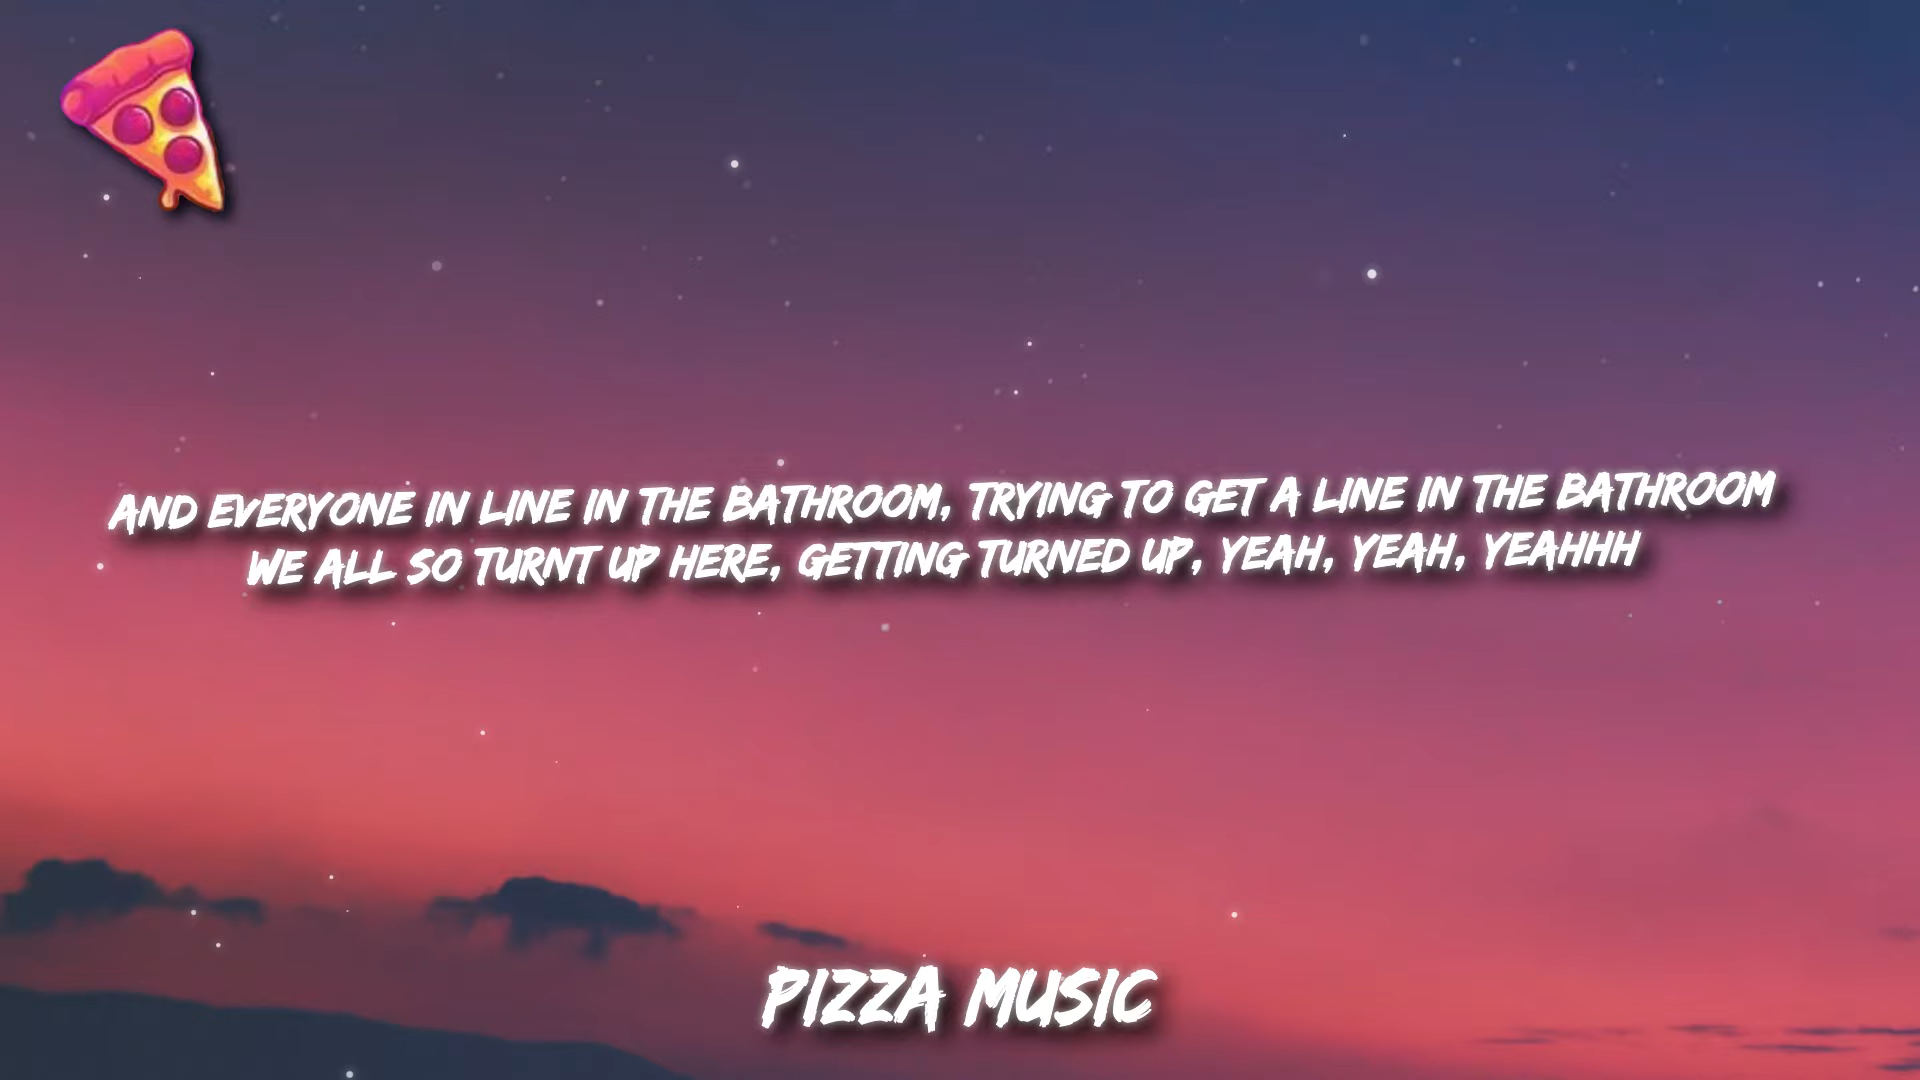 AND EVERYONE IN LINE IN THE BATHROOM, TRYING TO GET A LINE IN THE BATHROOM
WE ALL SO TURNT UP HERE, GETTING TURNED UP, YEAH, YEAH, YEAHHH
PIZZA MUSIC